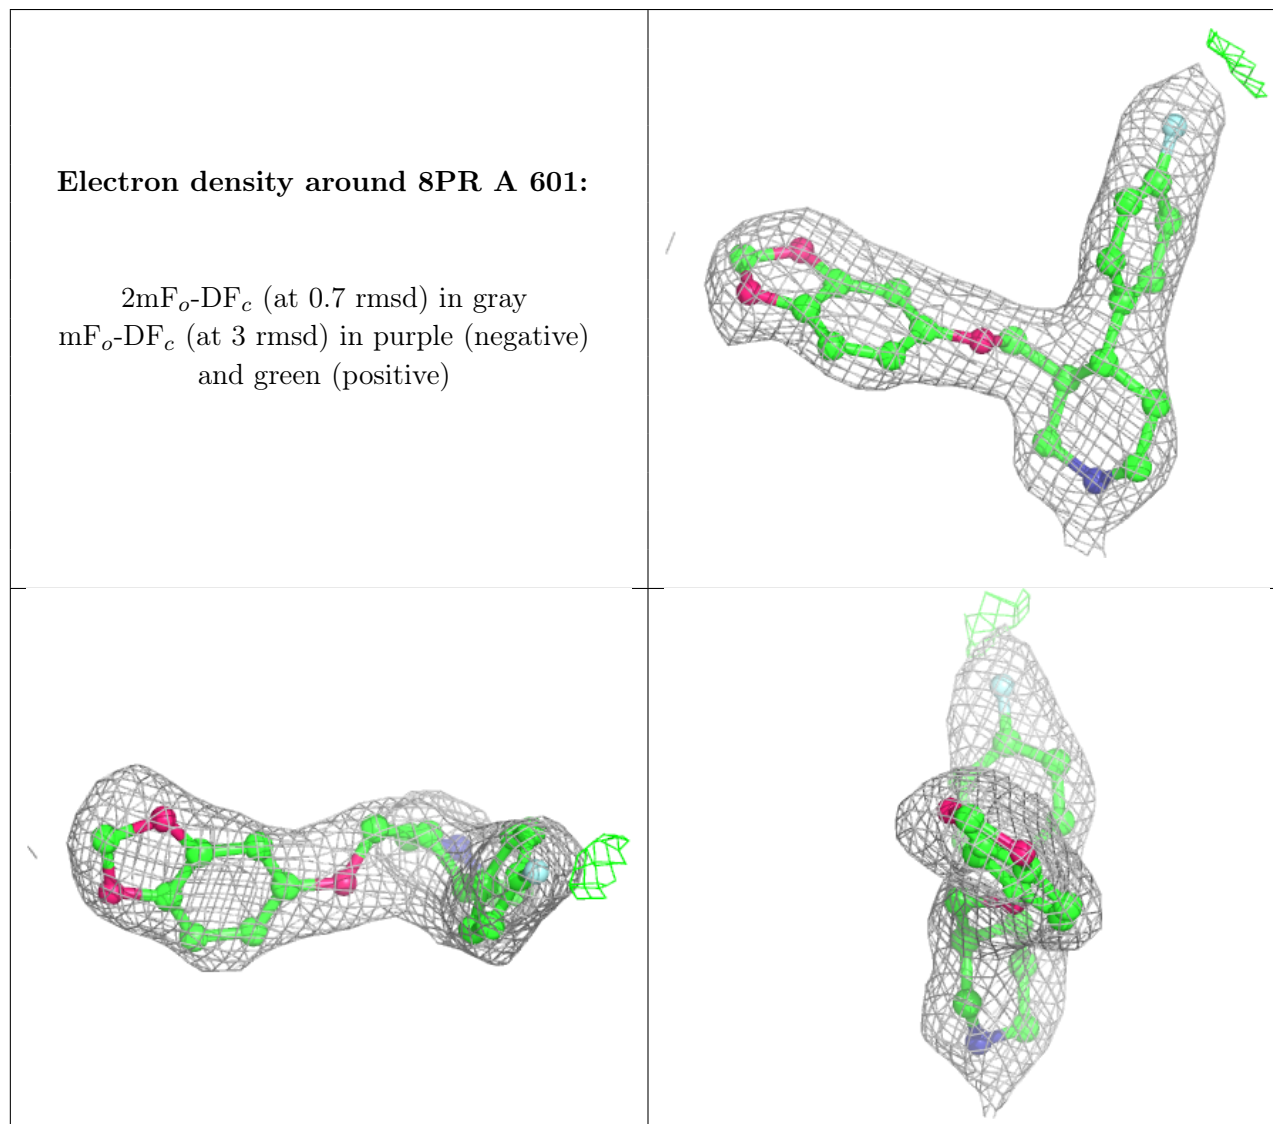 Electron density around 8PR A 601:
2mFo-DFc (at 0.7 rmsd) in gray
mFo-DFc (at 3 rmsd) in purple (negative)
and green (positive)